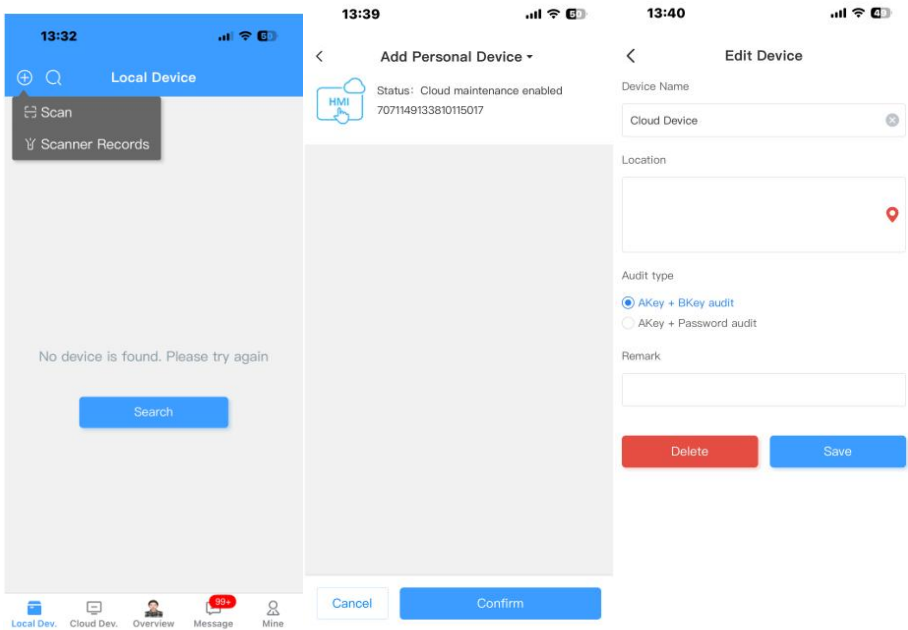 13:32
Local Device
Scan
Scanner Records
No device is found. Please try again
Search
Local Dev.
Cloud Dev.
Overview
99+
Message
Mine
13:39
Add Personal Device
HMI
Status: Cloud maintenance enabled
7071149133810115017
Cancel
Confirm
13:40
Edit Device
Device Name
Cloud Device
Location
Audit type
AKey + BKey audit
AKey + Password audit
Remark
Delete
Save